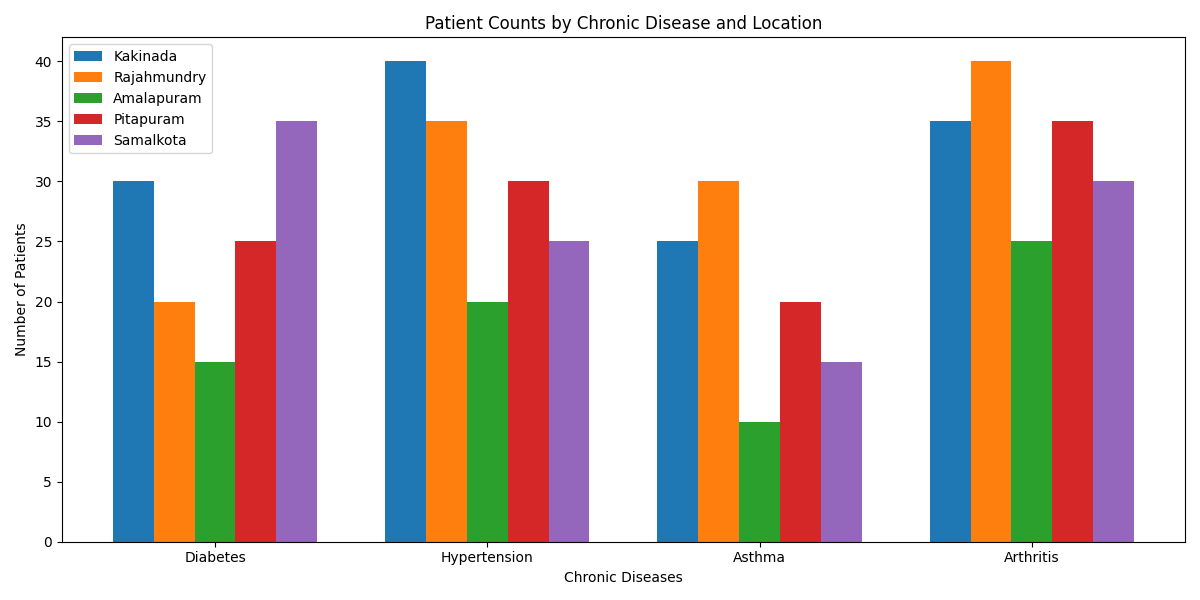 Patient Counts by Chronic Disease and Location
Kakinada
Rajahmundry
Amalapuram
Pitapuram
Samalkota
Number of Patients
40
35
30
25
20
15
10
5
0
Diabetes Hypertension Asthma Arthritis
Chronic Diseases